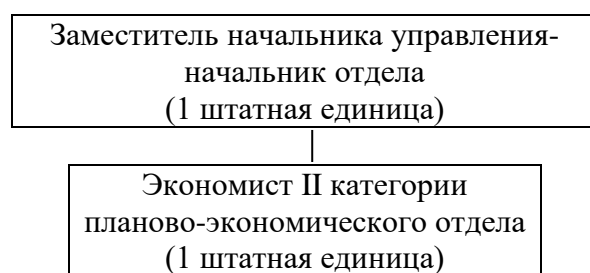 Заместитель начальника управления-
начальник отдела
(1 штатная единица)
Экономист II категории
планово-экономического отдела
(1 штатная единица)